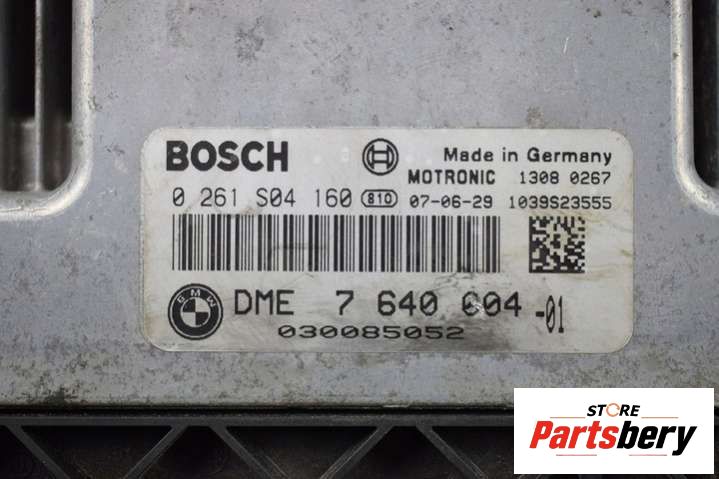 BOSCH
Made in Germany
MOTRONIC 1308 0267
0 261 S04 160 810 07-06-29 1039S23555
BMW
DME 7 640 604 -01
030085052
STORE
Partsbery